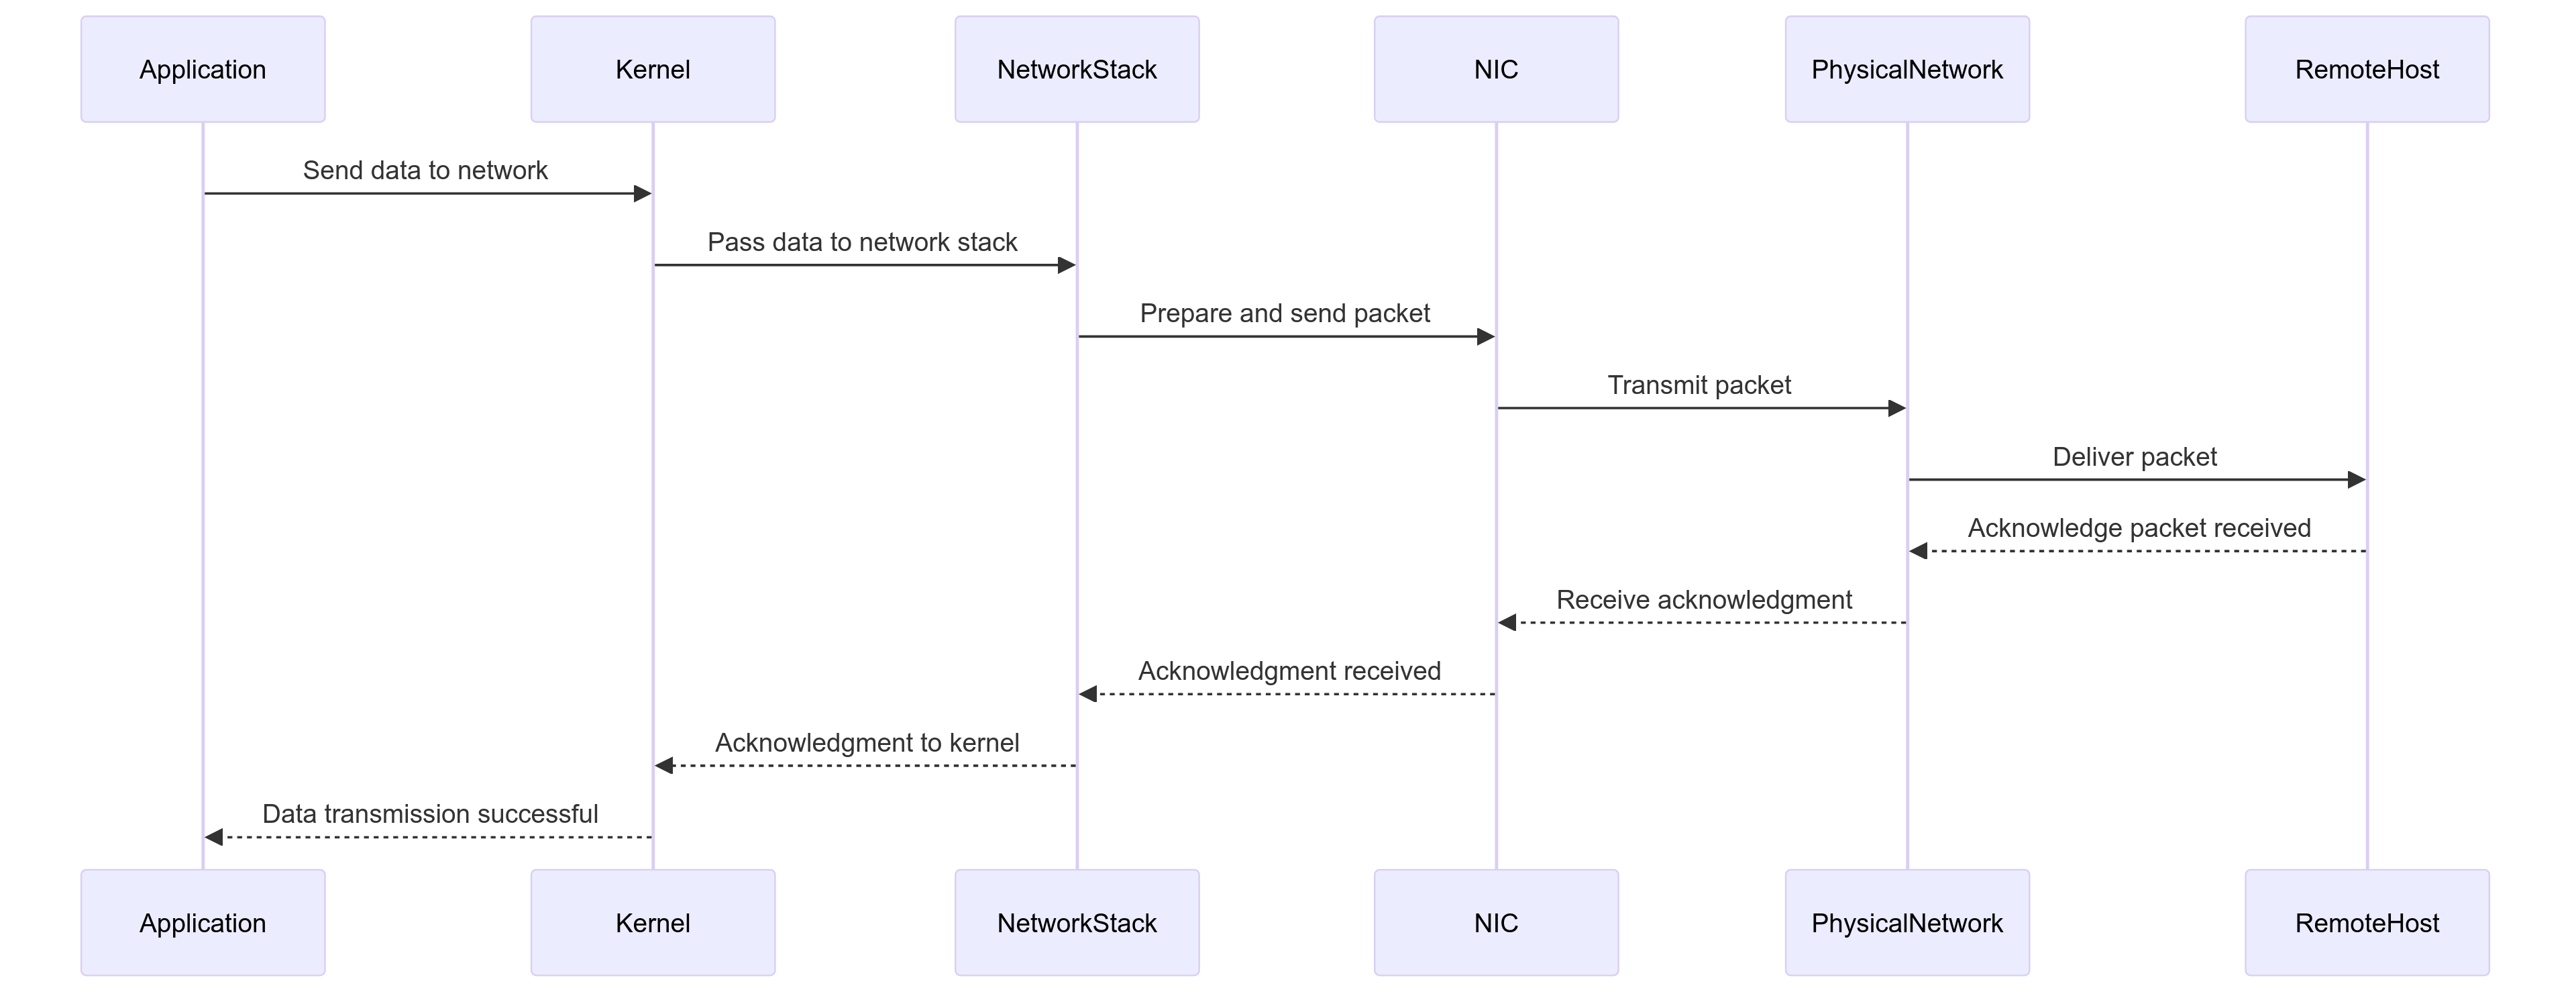 Application
Kernel
NetworkStack
NIC
PhysicalNetwork
RemoteHost
Send data to network
Pass data to network stack
Prepare and send packet
Transmit packet
Deliver packet
Acknowledge packet received
Receive acknowledgment
Acknowledgment received
Acknowledgment to kernel
Data transmission successful
Application
Kernel
NetworkStack
NIC
PhysicalNetwork
RemoteHost